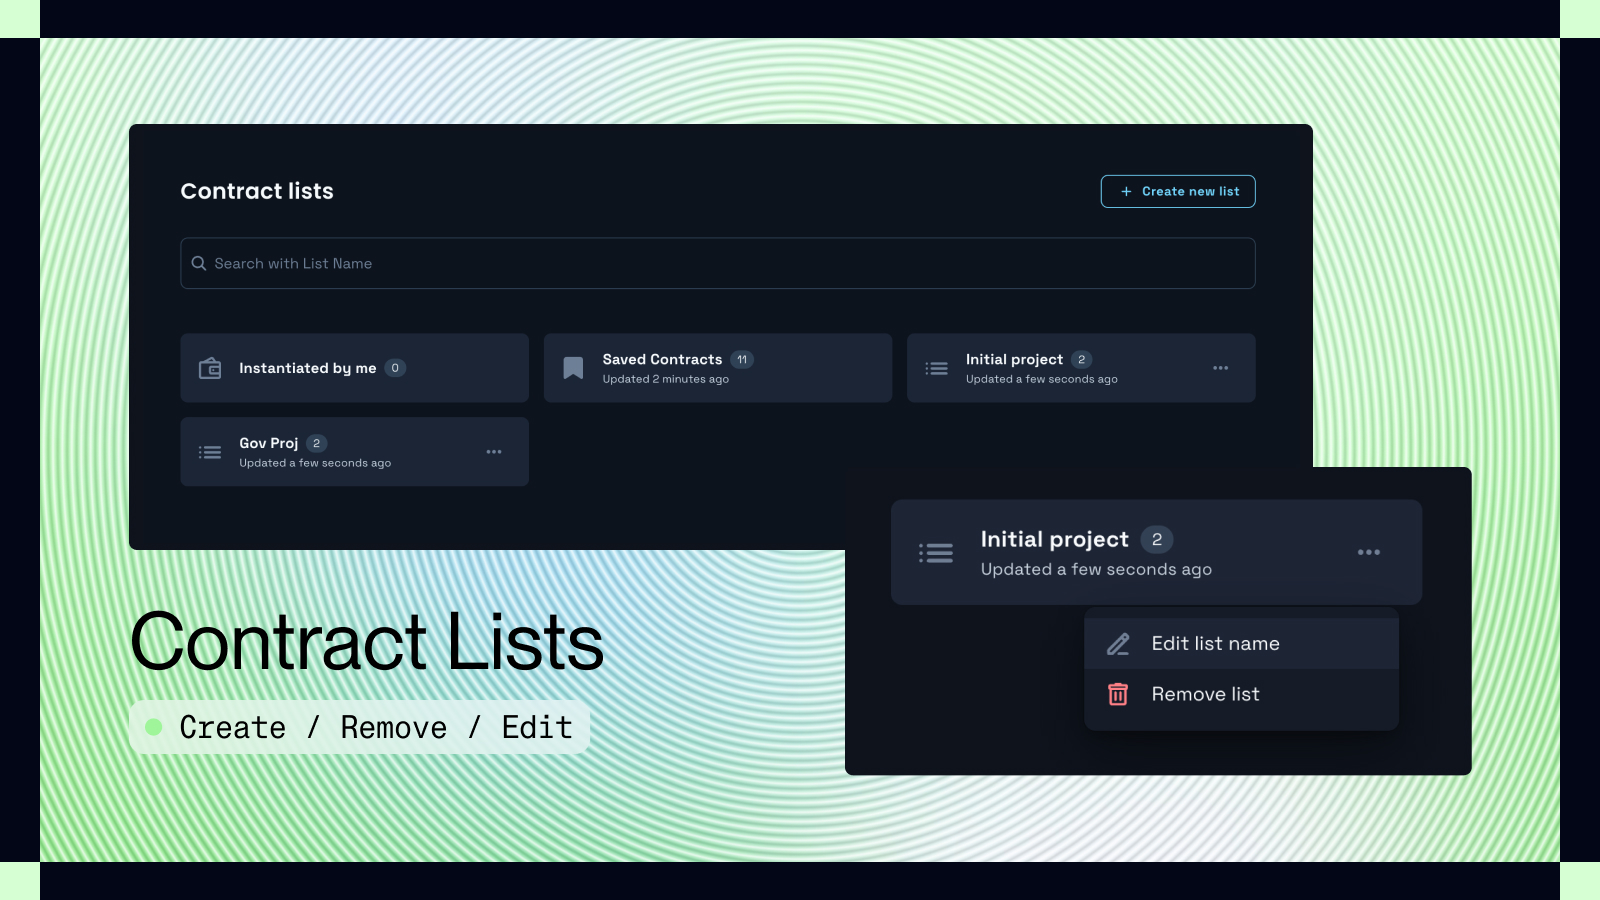 Contract lists
+ Create new list
Search with List Name
Instantiated by me 0
Saved Contracts 11
Updated 2 minutes ago
Initial project 2
Updated a few seconds ago
Gov Proj 2
Updated a few seconds ago
Initial project 2
Updated a few seconds ago
Edit list name
Remove list
Contract Lists
Create / Remove / Edit